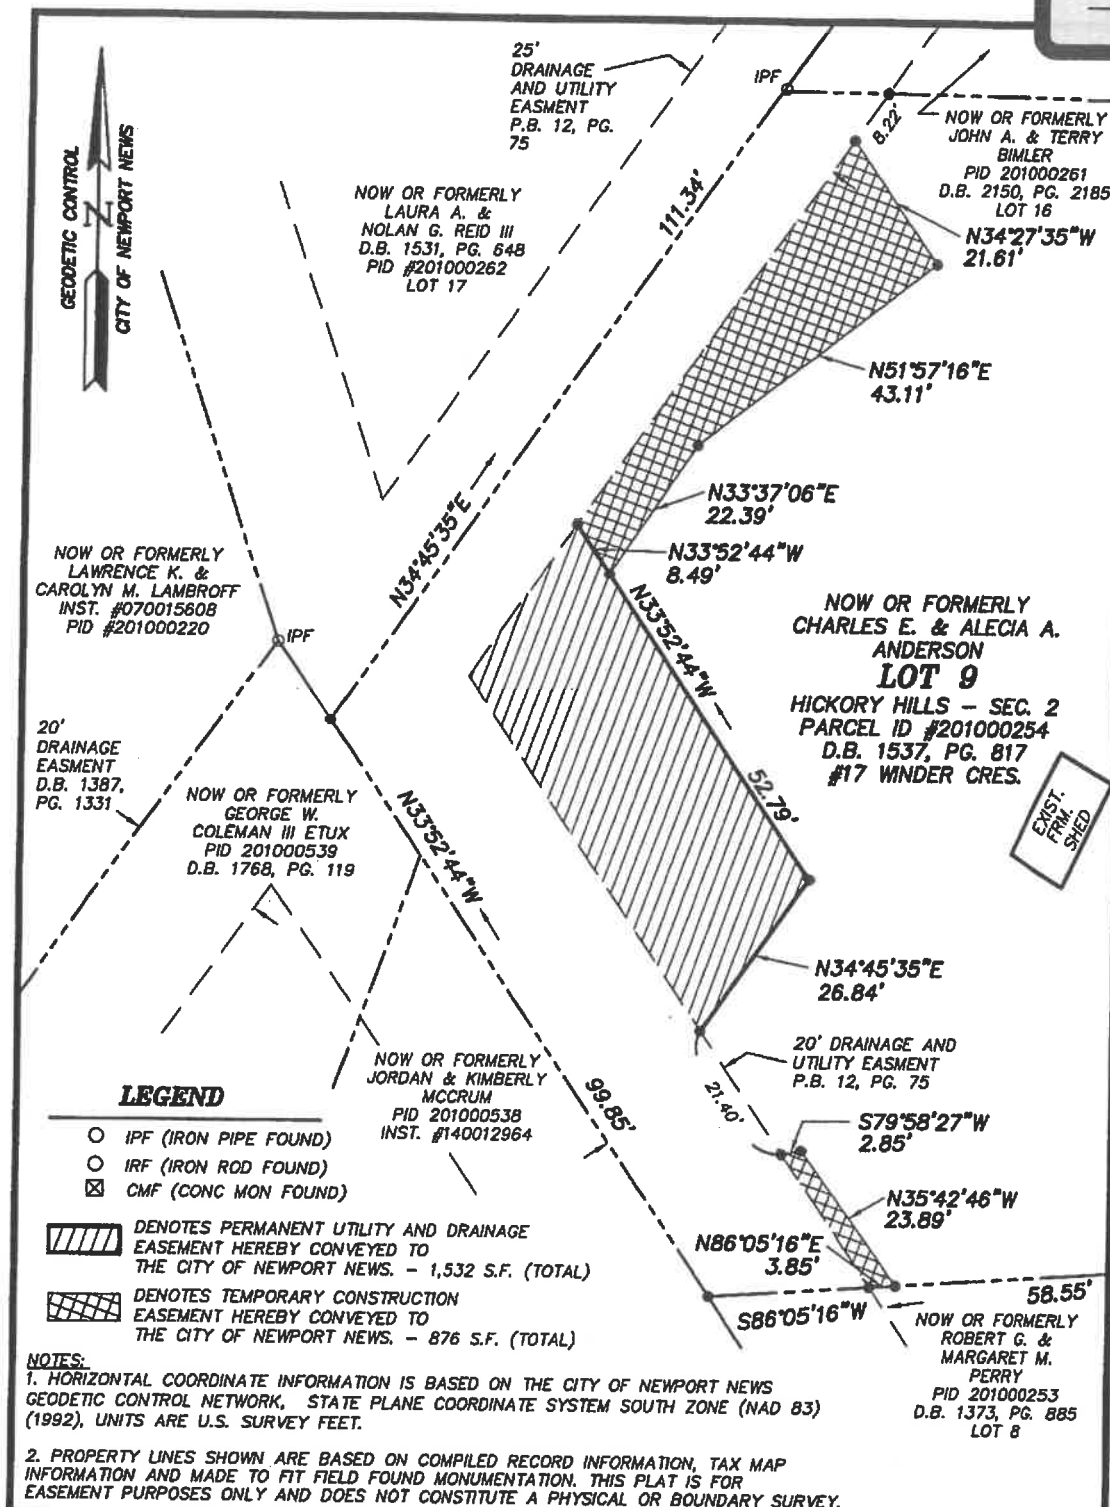 GEODETIC CONTROL
N
CITY OF NEWPORT NEWS
25'
DRAINAGE
AND UTILITY
EASMENT
P.B. 12, PG.
75
IPF
8.22'
NOW OR FORMERLY
JOHN A. & TERRY
BIMLER
PID 201000261
D.B. 2150, PG. 2185
LOT 16
NOW OR FORMERLY
LAURA A. &
NOLAN G. REID III
D.B. 1531, PG. 648
PID #201000262
LOT 17
111.34'
N34°27'35"W
21.61'
N51°57'16"E
43.11'
N33°37'06"E
22.39'
N33°52'44"W
8.49'
N34°45'35"E
NOW OR FORMERLY
LAWRENCE K. &
CAROLYN M. LAMBROFF
INST. #070015608
PID #201000220
IPF
N33°52'44"W
52.79'
NOW OR FORMERLY
CHARLES E. & ALECIA A.
ANDERSON
LOT 9
HICKORY HILLS - SEC. 2
PARCEL ID #201000254
D.B. 1537, PG. 817
#17 WINDER CRES.
EXIST.
FRM.
SHED
20'
DRAINAGE
EASMENT
D.B. 1387,
PG. 1331
NOW OR FORMERLY
GEORGE W.
COLEMAN III ETUX
PID 201000539
D.B. 1768, PG. 119
N33°52'44"W
99.85'
N34°45'35"E
26.84'
20' DRAINAGE AND
UTILITY EASMENT
P.B. 12, PG. 75
21.40'
NOW OR FORMERLY
JORDAN & KIMBERLY
MCCRUM
PID 201000538
INST. #140012964
S79°58'27"W
2.85'
N35°42'46"W
23.89'
N86°05'16"E
3.85'
S86°05'16"W
58.55'
NOW OR FORMERLY
ROBERT G. &
MARGARET M.
PERRY
PID 201000253
D.B. 1373, PG. 885
LOT 8
LEGEND
IPF (IRON PIPE FOUND)
IRF (IRON ROD FOUND)
CMF (CONC MON FOUND)
DENOTES PERMANENT UTILITY AND DRAINAGE
EASEMENT HEREBY CONVEYED TO
THE CITY OF NEWPORT NEWS. - 1,532 S.F. (TOTAL)
DENOTES TEMPORARY CONSTRUCTION
EASEMENT HEREBY CONVEYED TO
THE CITY OF NEWPORT NEWS. - 876 S.F. (TOTAL)
NOTES:
1. HORIZONTAL COORDINATE INFORMATION IS BASED ON THE CITY OF NEWPORT NEWS
GEODETIC CONTROL NETWORK, STATE PLANE COORDINATE SYSTEM SOUTH ZONE (NAD 83)
(1992), UNITS ARE U.S. SURVEY FEET.
2. PROPERTY LINES SHOWN ARE BASED ON COMPILED RECORD INFORMATION, TAX MAP
INFORMATION AND MADE TO FIT FIELD FOUND MONUMENTATION. THIS PLAT IS FOR
EASEMENT PURPOSES ONLY AND DOES NOT CONSTITUTE A PHYSICAL OR BOUNDARY SURVEY.